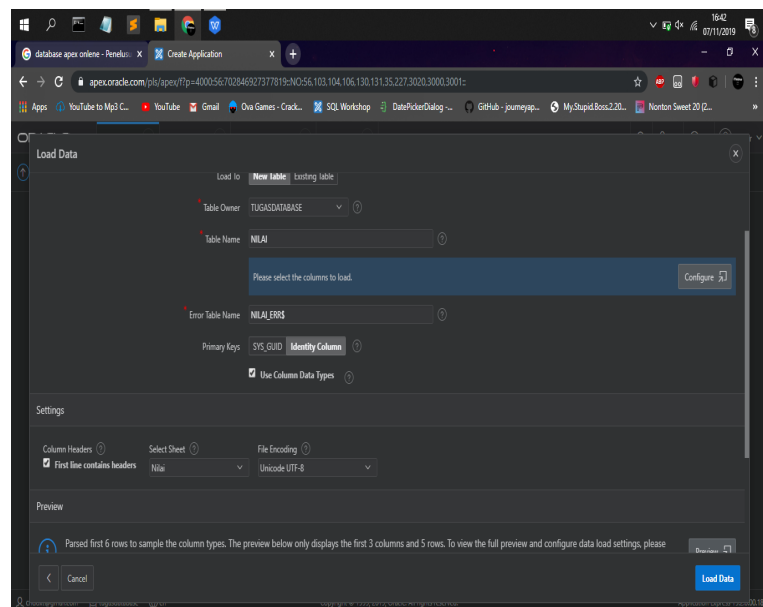 16:42
07/11/2019
database apex onlene - Penelusu
Create Application
apex.oracle.com/pls/apex/f?p=4000:56:702846927377819::NO:56,103,104,106,130,131,35,227,3020,3000,3001::
Apps
YouTube to Mp3 C...
YouTube
Gmail
Ova Games - Crack...
SQL Workshop
DatePickerDialog -...
GitHub - journeyap...
My.Stupid.Boss.2.20...
Nonton Sweet 20 (2...
»
Load Data
Load To New Table Existing Table
* Table Owner TUGASDATABASE
* Table Name NILAI
Please select the columns to load. Configure
* Error Table Name NILAI_ERR$
Primary Keys SYS_GUID Identity Column
Use Column Data Types
Settings
Column Headers Select Sheet File Encoding
First line contains headers Nilai Unicode UTF-8
Preview
Parsed first 6 rows to sample the column types. The preview below only displays the first 3 columns and 5 rows. To view the full preview and configure data load settings, please
Preview
Cancel Load Data